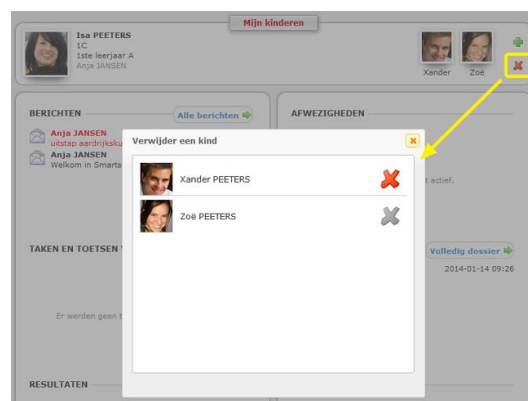 Mijn kinderen
Isa PEETERS
1C
1ste leerjaar A
Anja JANSEN
Xander
Zoë
BERICHTEN
Alle berichten
Anja JANSEN
uitstap aardrijksku
Anja JANSEN
Welkom in Smarts
AFWEZIGHEDEN
t actief.
Verwijder een kind
Xander PEETERS
Zoë PEETERS
TAKEN EN TOETSEN
Volledig dossier
2014-01-14 09:26
Er werden geen t
RESULTATEN